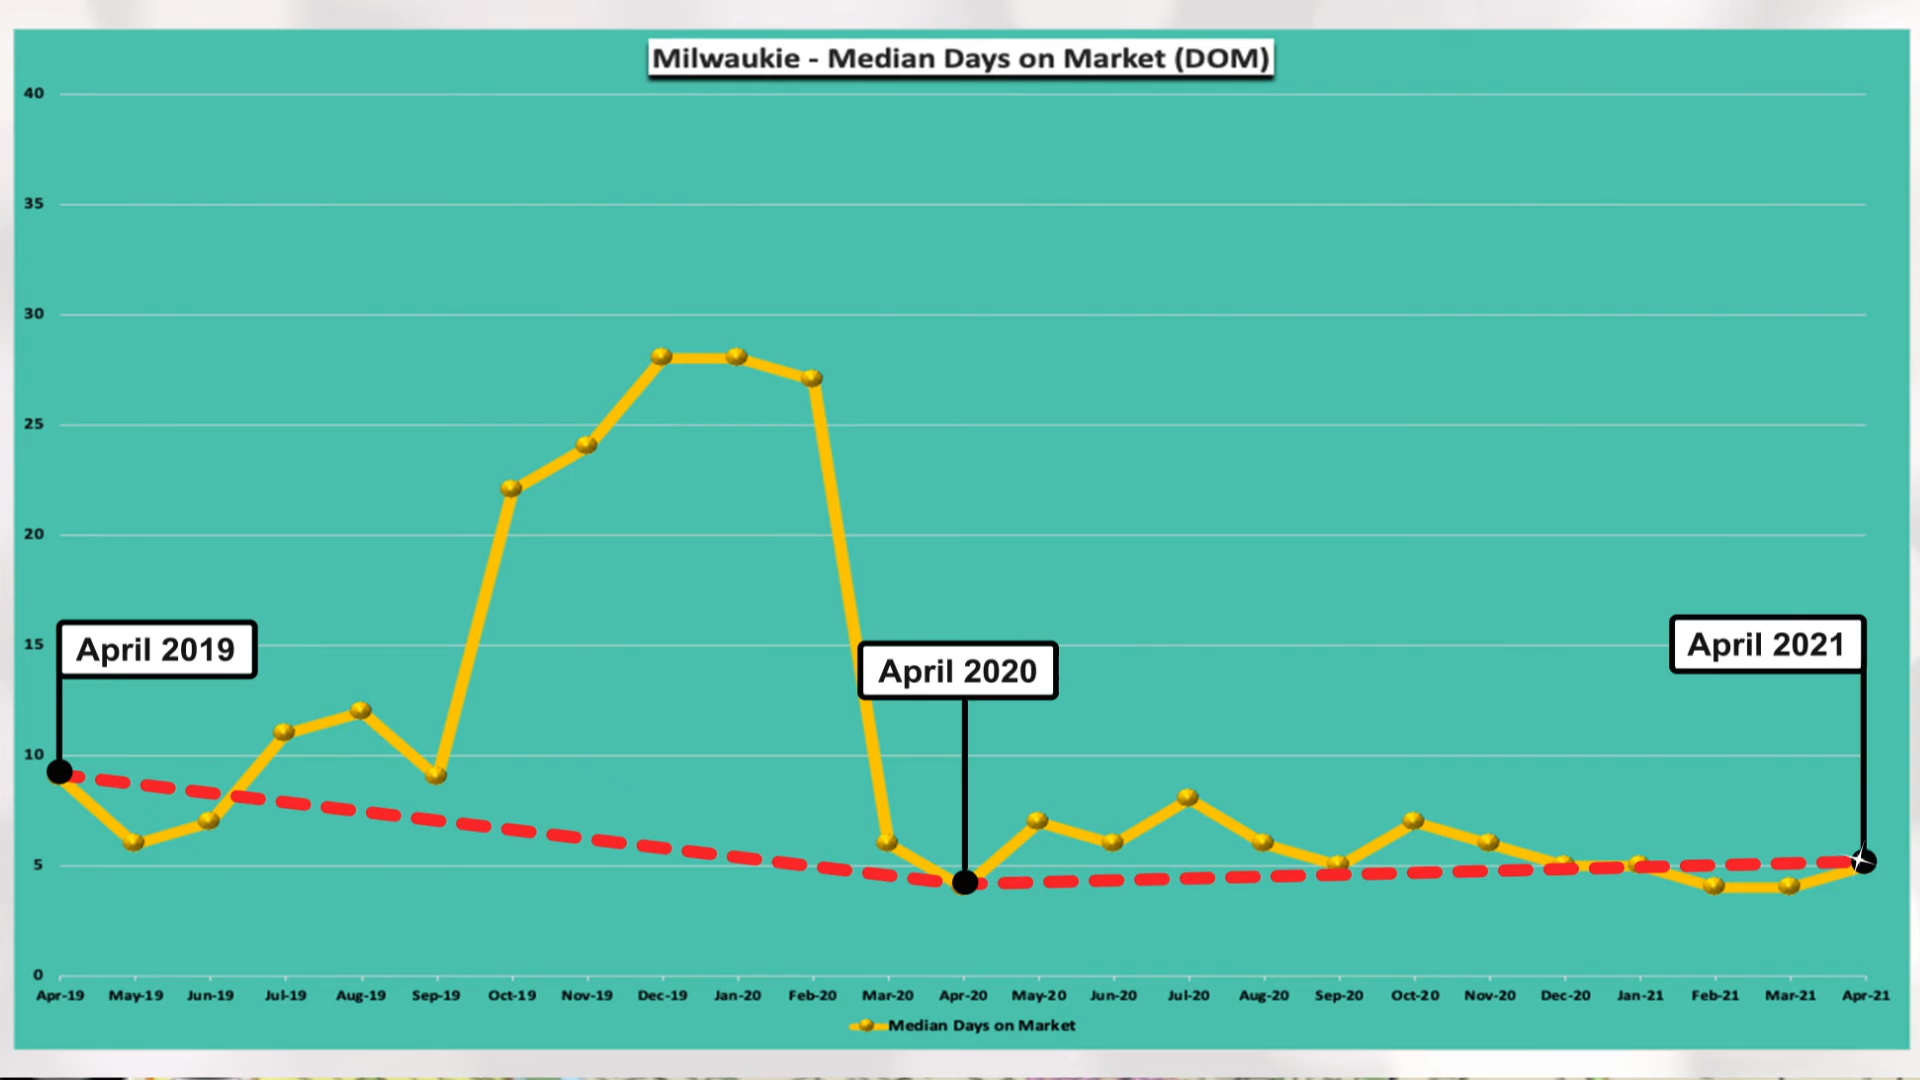 Milwaukie - Median Days on Market (DOM)
40
35
30
25
20
15
10
5
0
April 2019
April 2020
April 2021
Apr-19 May-19 Jun-19 Jul-19 Aug-19 Sep-19 Oct-19 Nov-19 Dec-19 Jan-20 Feb-20 Mar-20 Apr-20 May-20 Jun-20 Jul-20 Aug-20 Sep-20 Oct-20 Nov-20 Dec-20 Jan-21 Feb-21 Mar-21 Apr-21
Median Days on Market